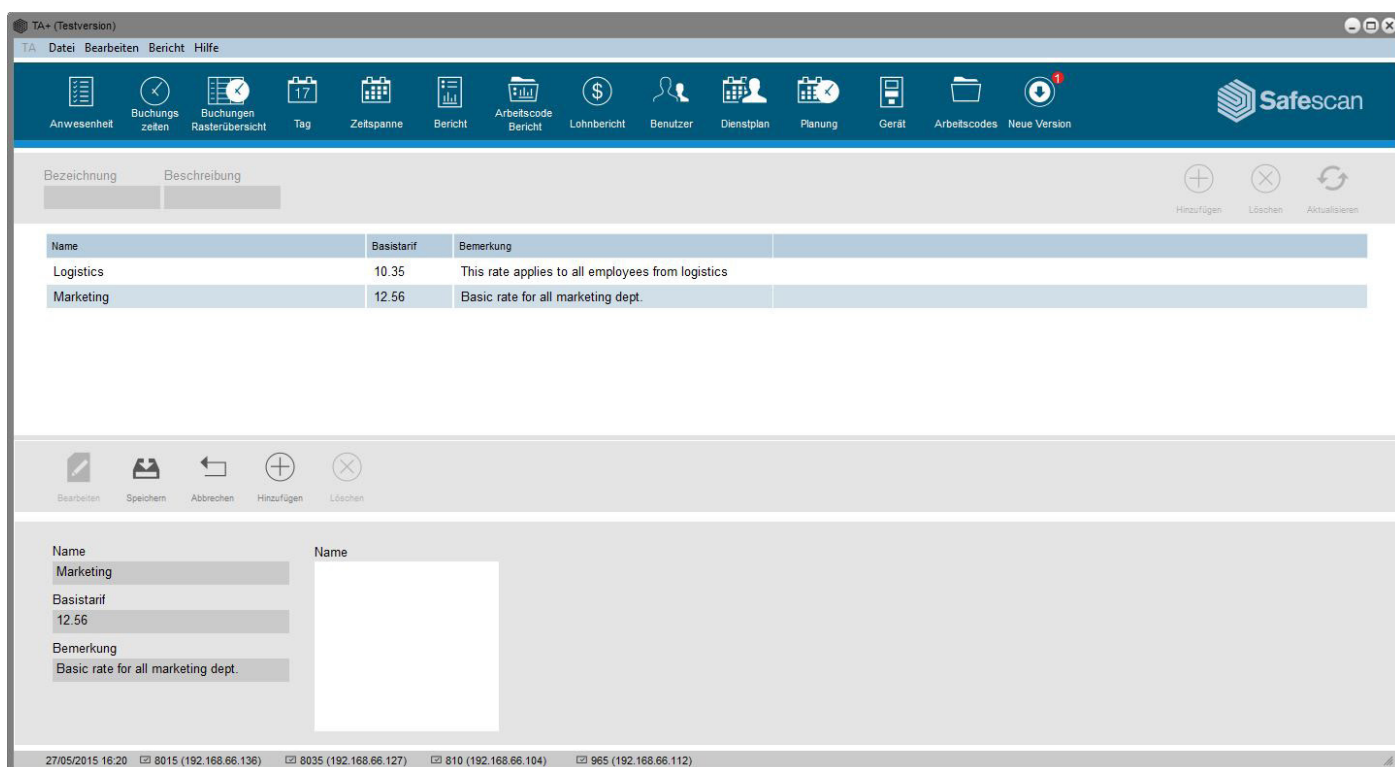 TA+ (Testversion)
TA Datei Bearbeiten Bericht Hilfe
Anwesenheit
Buchungs zeiten
Buchungen Rasterübersicht
17
Tag
Zeitspanne
Bericht
Arbeitscode Bericht
$
Lohnbericht
Benutzer
Dienstplan
Planung
Gerät
Arbeitscodes
1
Neue Version
Safescan
Bezeichnung Beschreibung
Hinzufügen Löschen Aktualisieren
Name Basistarif Bemerkung
Logistics 10.35 This rate applies to all employees from logistics
Marketing 12.56 Basic rate for all marketing dept.
Bearbeiten Speichern Abbrechen Hinzufügen Löschen
Name Name
Marketing
Basistarif
12.56
Bemerkung
Basic rate for all marketing dept.
27/05/2015 16:20 8015 (192.168.66.136) 8035 (192.168.66.127) 810 (192.168.66.104) 965 (192.168.66.112)